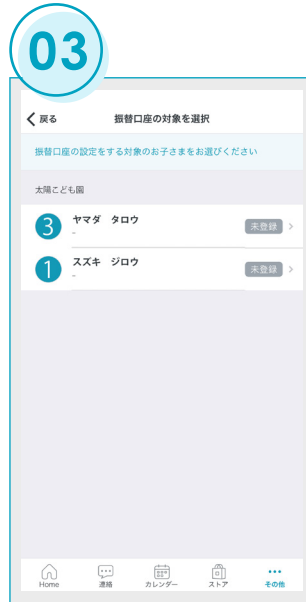 03
戻る 振替口座の対象を選択
振替口座の設定をする対象のお子さまをお選びください
太陽こども園
3 ヤマダ タロウ 未登録
-
1 スズキ ジロウ 未登録
-
Home 連絡 カレンダー ストア その他